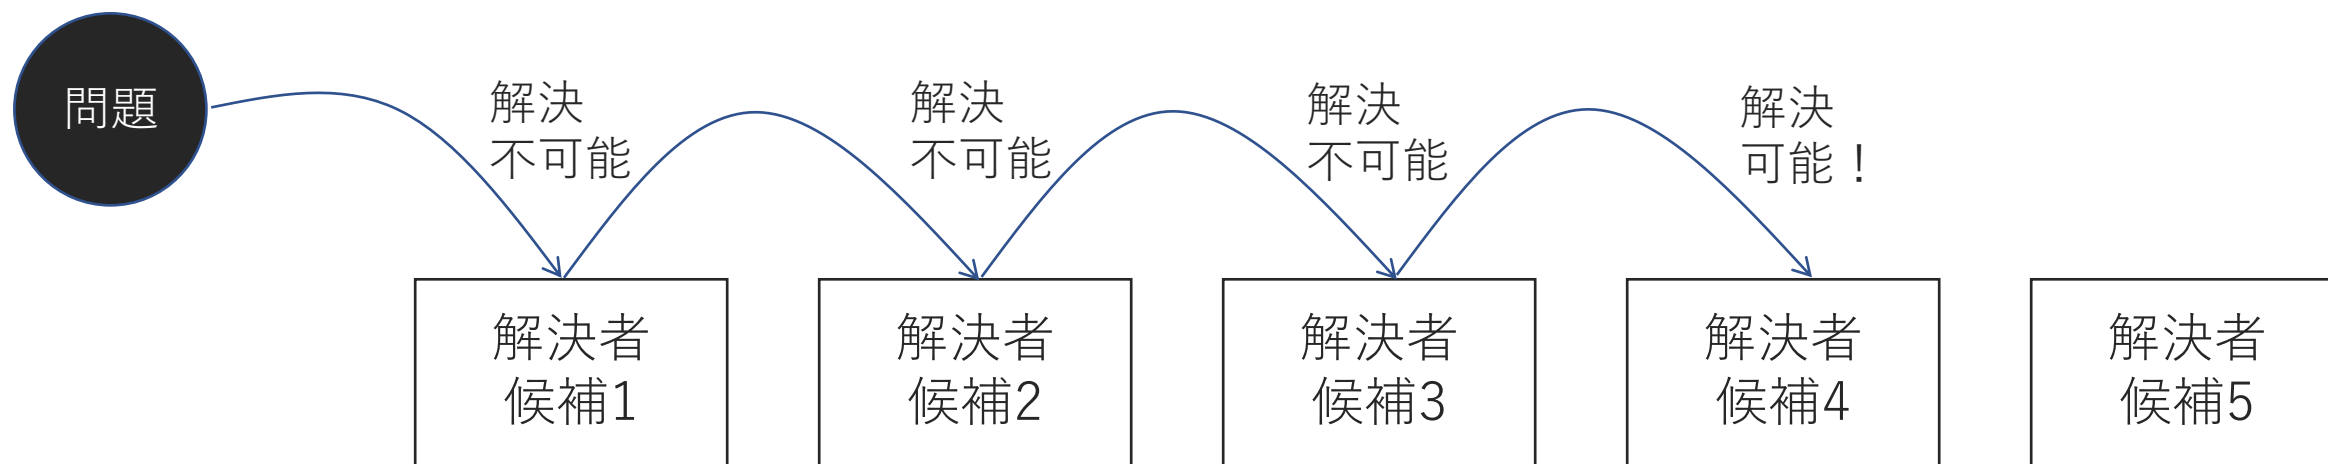 問題
解決
不可能
解決
不可能
解決
不可能
解決
可能！
解決者
候補1
解決者
候補2
解決者
候補3
解決者
候補4
解決者
候補5